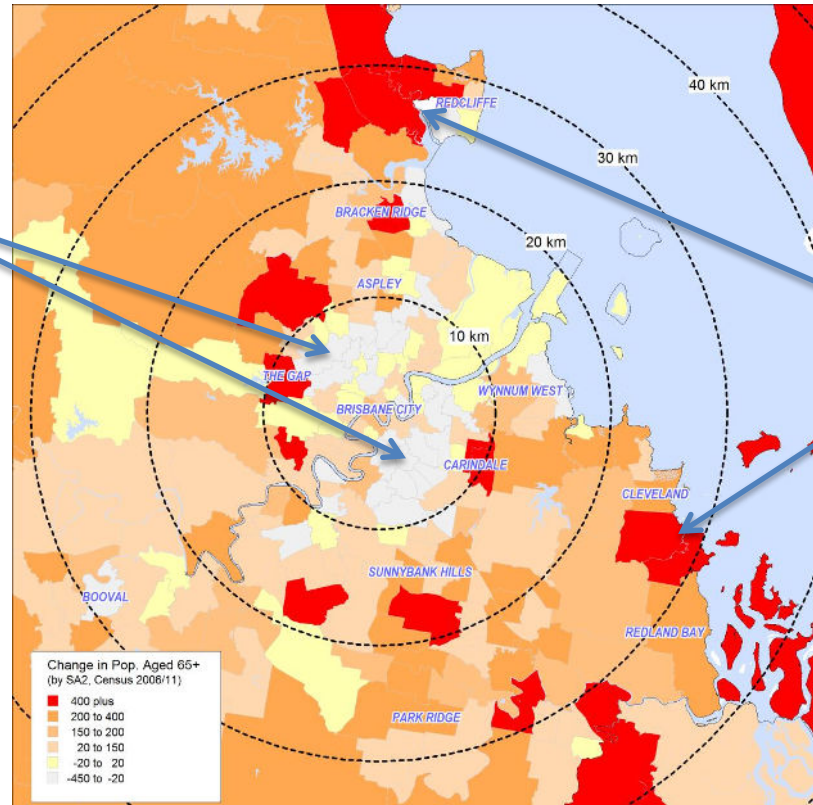 40 km
REDCLIFFE
30 km
BRACKEN RIDGE
20 km
ASPLEY
10 km
THE GAP
WYNNUM WEST
BRISBANE CITY
CARINDALE
CLEVELAND
SUNNYBANK HILLS
BOOVAL
REDLAND BAY
PARK RIDGE
Change in Pop. Aged 65+
(by SA2, Census 2006/11)
400 plus
200 to 400
150 to 200
20 to 150
-20 to 20
-450 to -20